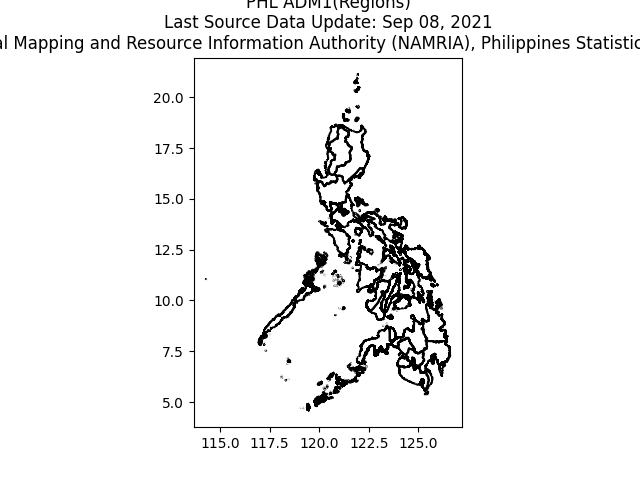 PHL ADM1(Regions)
Last Source Data Update: Sep 08, 2021
al Mapping and Resource Information Authority (NAMRIA), Philippines Statistic
20.0
17.5
15.0
12.5
10.0
7.5
5.0
115.0 117.5 120.0 122.5 125.0